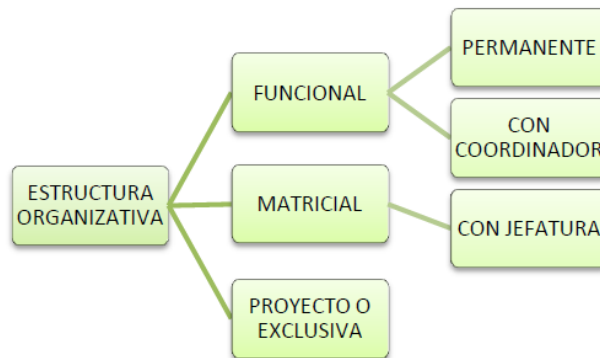 ESTRUCTURA
ORGANIZATIVA
FUNCIONAL
PERMANENTE
CON
COORDINADOR
MATRICIAL
CON JEFATURA
PROYECTO O
EXCLUSIVA